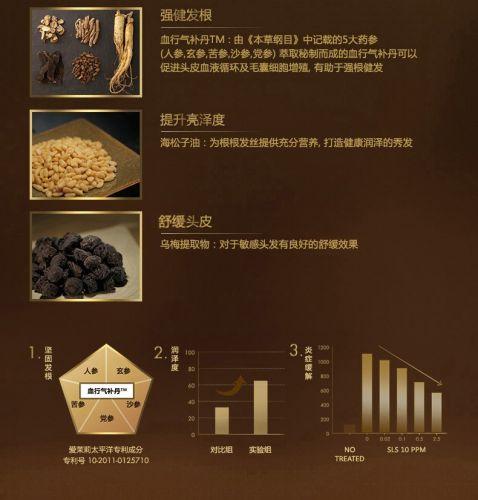 强健发根
血行气补丹TM：由《本草纲目》中记载的5大药参
(人参,玄参,苦参,沙参,党参) 萃取秘制而成的血行气补丹可以
促进头皮血液循环及毛囊细胞增殖, 有助于强根健发
提升亮泽度
海松子油：为根根发丝提供充分营养, 打造健康润泽的秀发
舒缓头皮
乌梅提取物：对于敏感头发有良好的舒缓效果
1. 坚固发根
人参 玄参
血行气补丹TM
苦参 沙参
党参
爱茉莉太平洋专利成分
专利号 10-2011-0125710
2. 润泽度
100
80
60
40
20
0
对比组 实验组
3. 炎症缓解
1200
1000
800
600
400
200
0
0 0.02 0.1 0.5 2.5
NO
TREATED
SLS 10 PPM